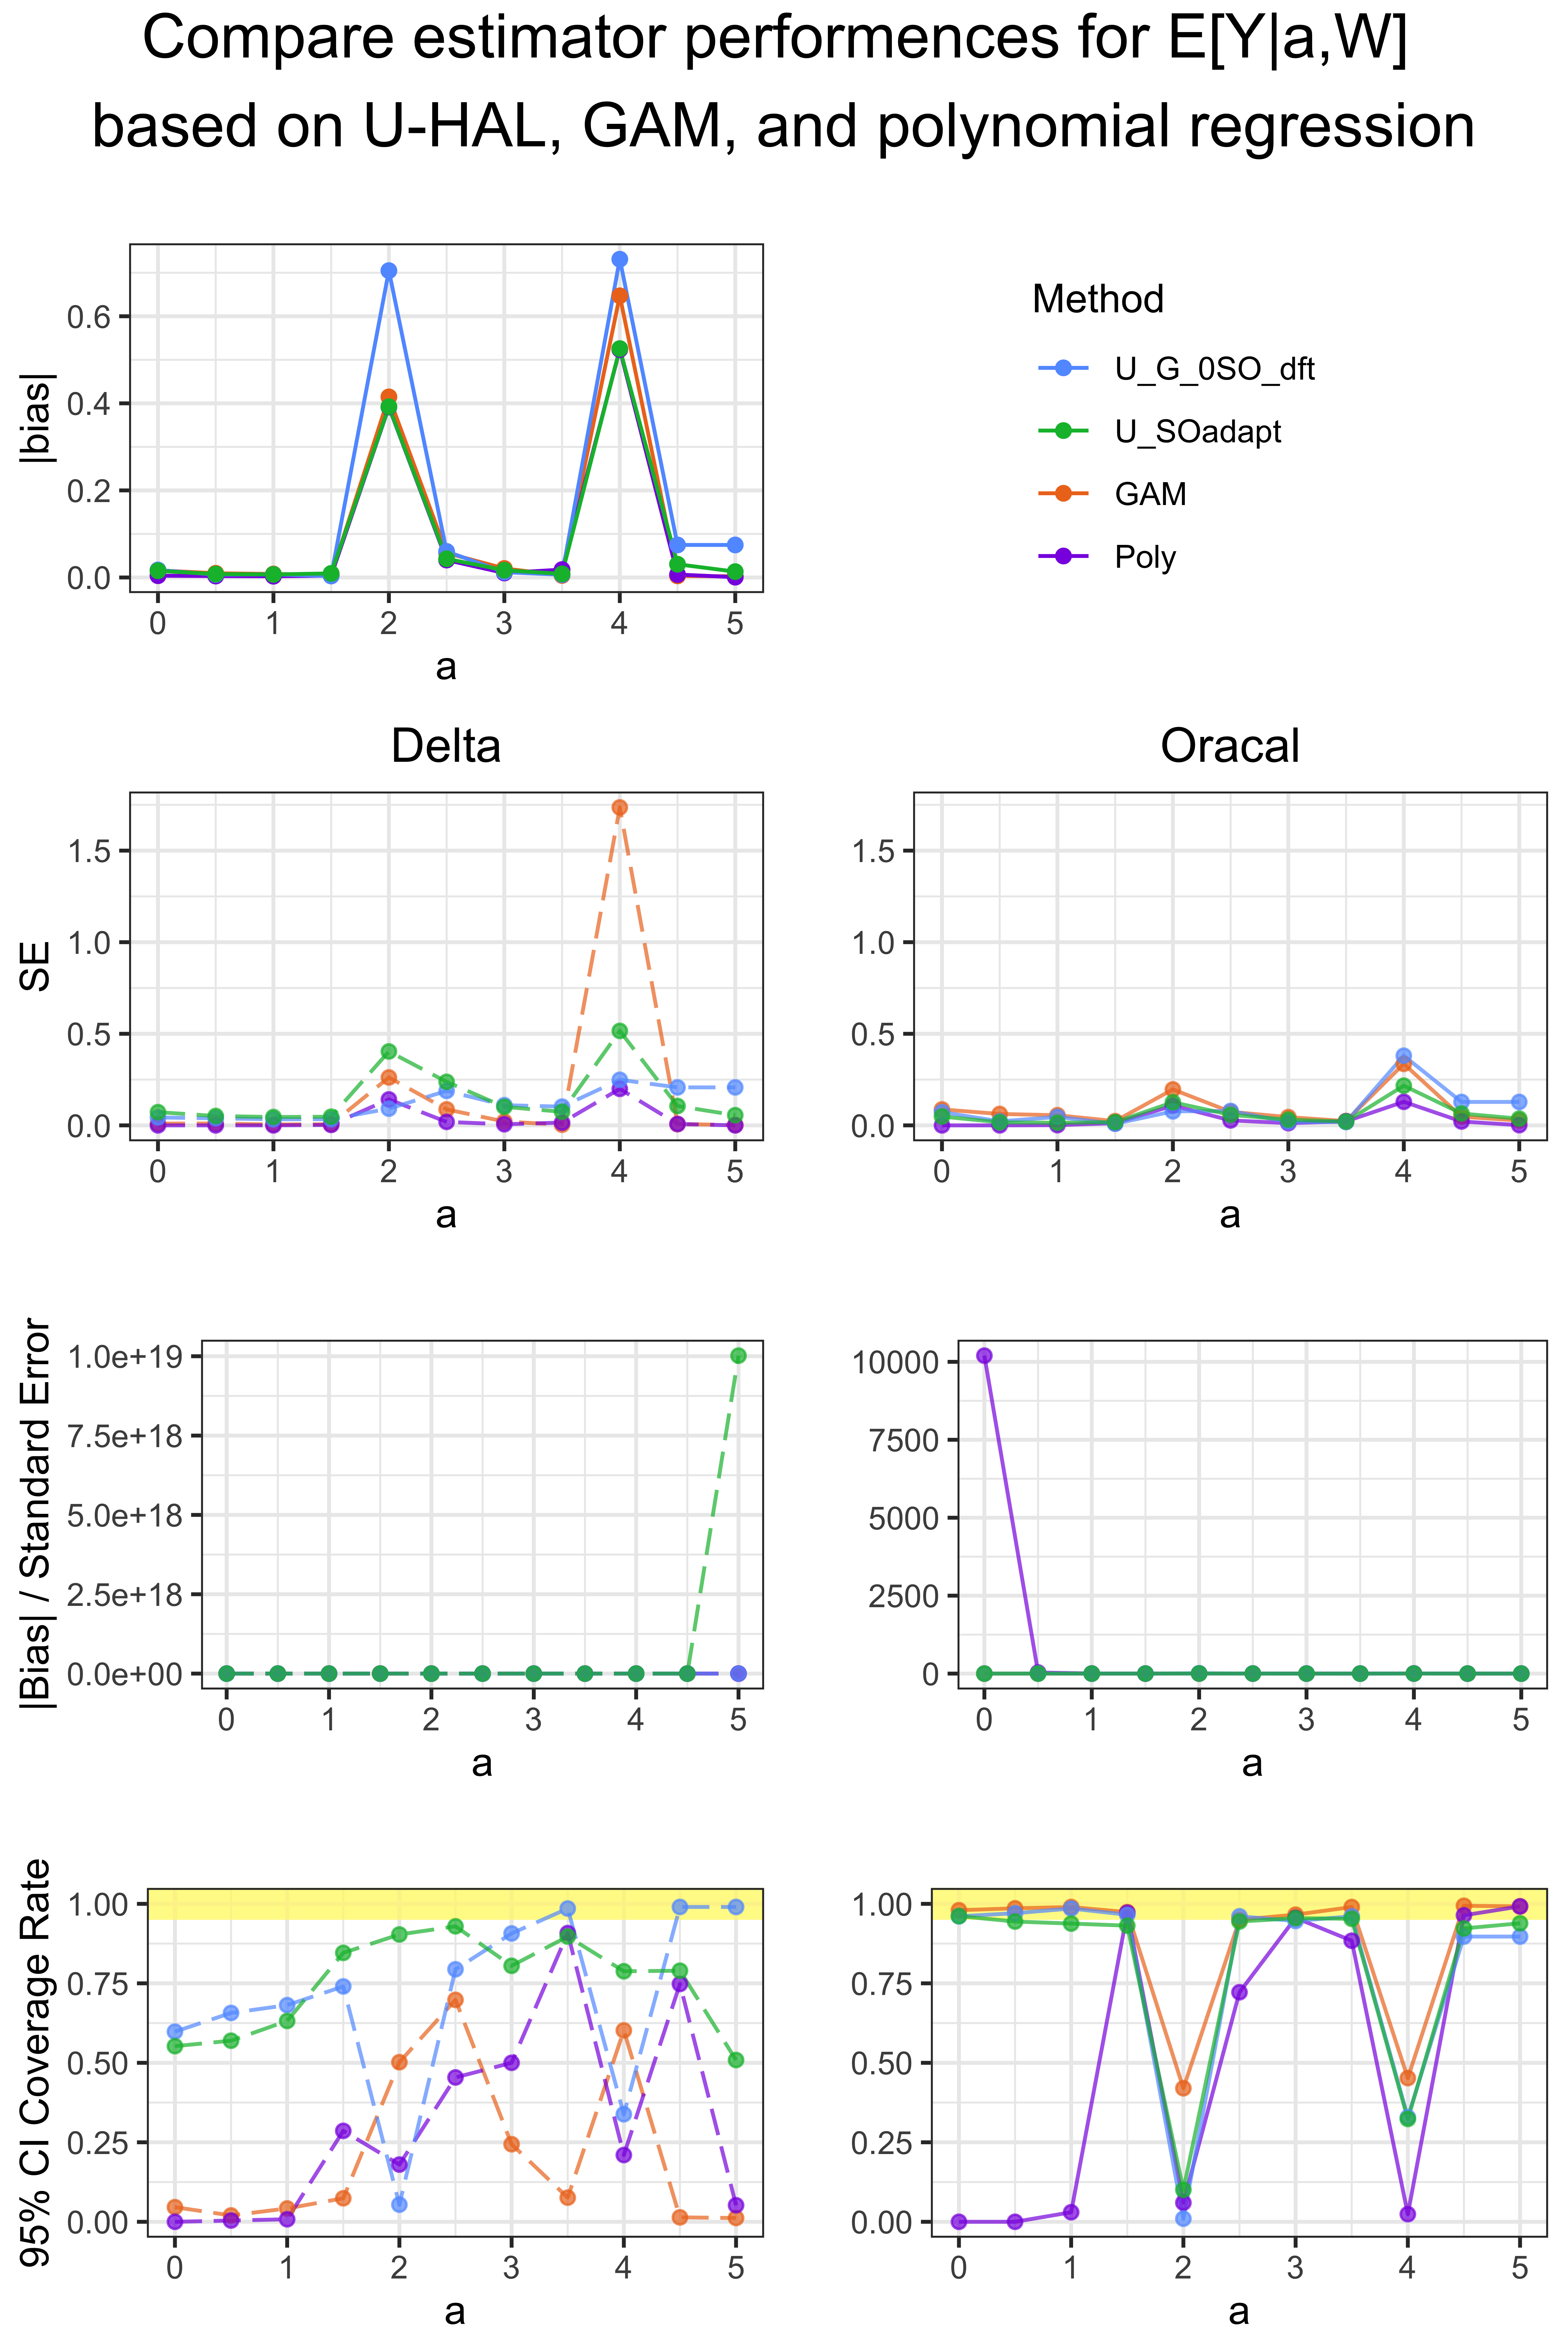 Compare estimator performences for E[Y|a,W]
based on U-HAL, GAM, and polynomial regression
|bias|
0.6
0.4
0.2
0.0
0 1 2 3 4 5
a
Method
U_G_0SO_dft
U_SOadapt
GAM
Poly
Delta
SE
1.5
1.0
0.5
0.0
0 1 2 3 4 5
a
Oracal
1.5
1.0
0.5
0.0
0 1 2 3 4 5
a
|Bias| / Standard Error
1.0e+19
7.5e+18
5.0e+18
2.5e+18
0.0e+00
0 1 2 3 4 5
a
10000
7500
5000
2500
0
0 1 2 3 4 5
a
95% CI Coverage Rate
1.00
0.75
0.50
0.25
0.00
0 1 2 3 4 5
a
1.00
0.75
0.50
0.25
0.00
0 1 2 3 4 5
a